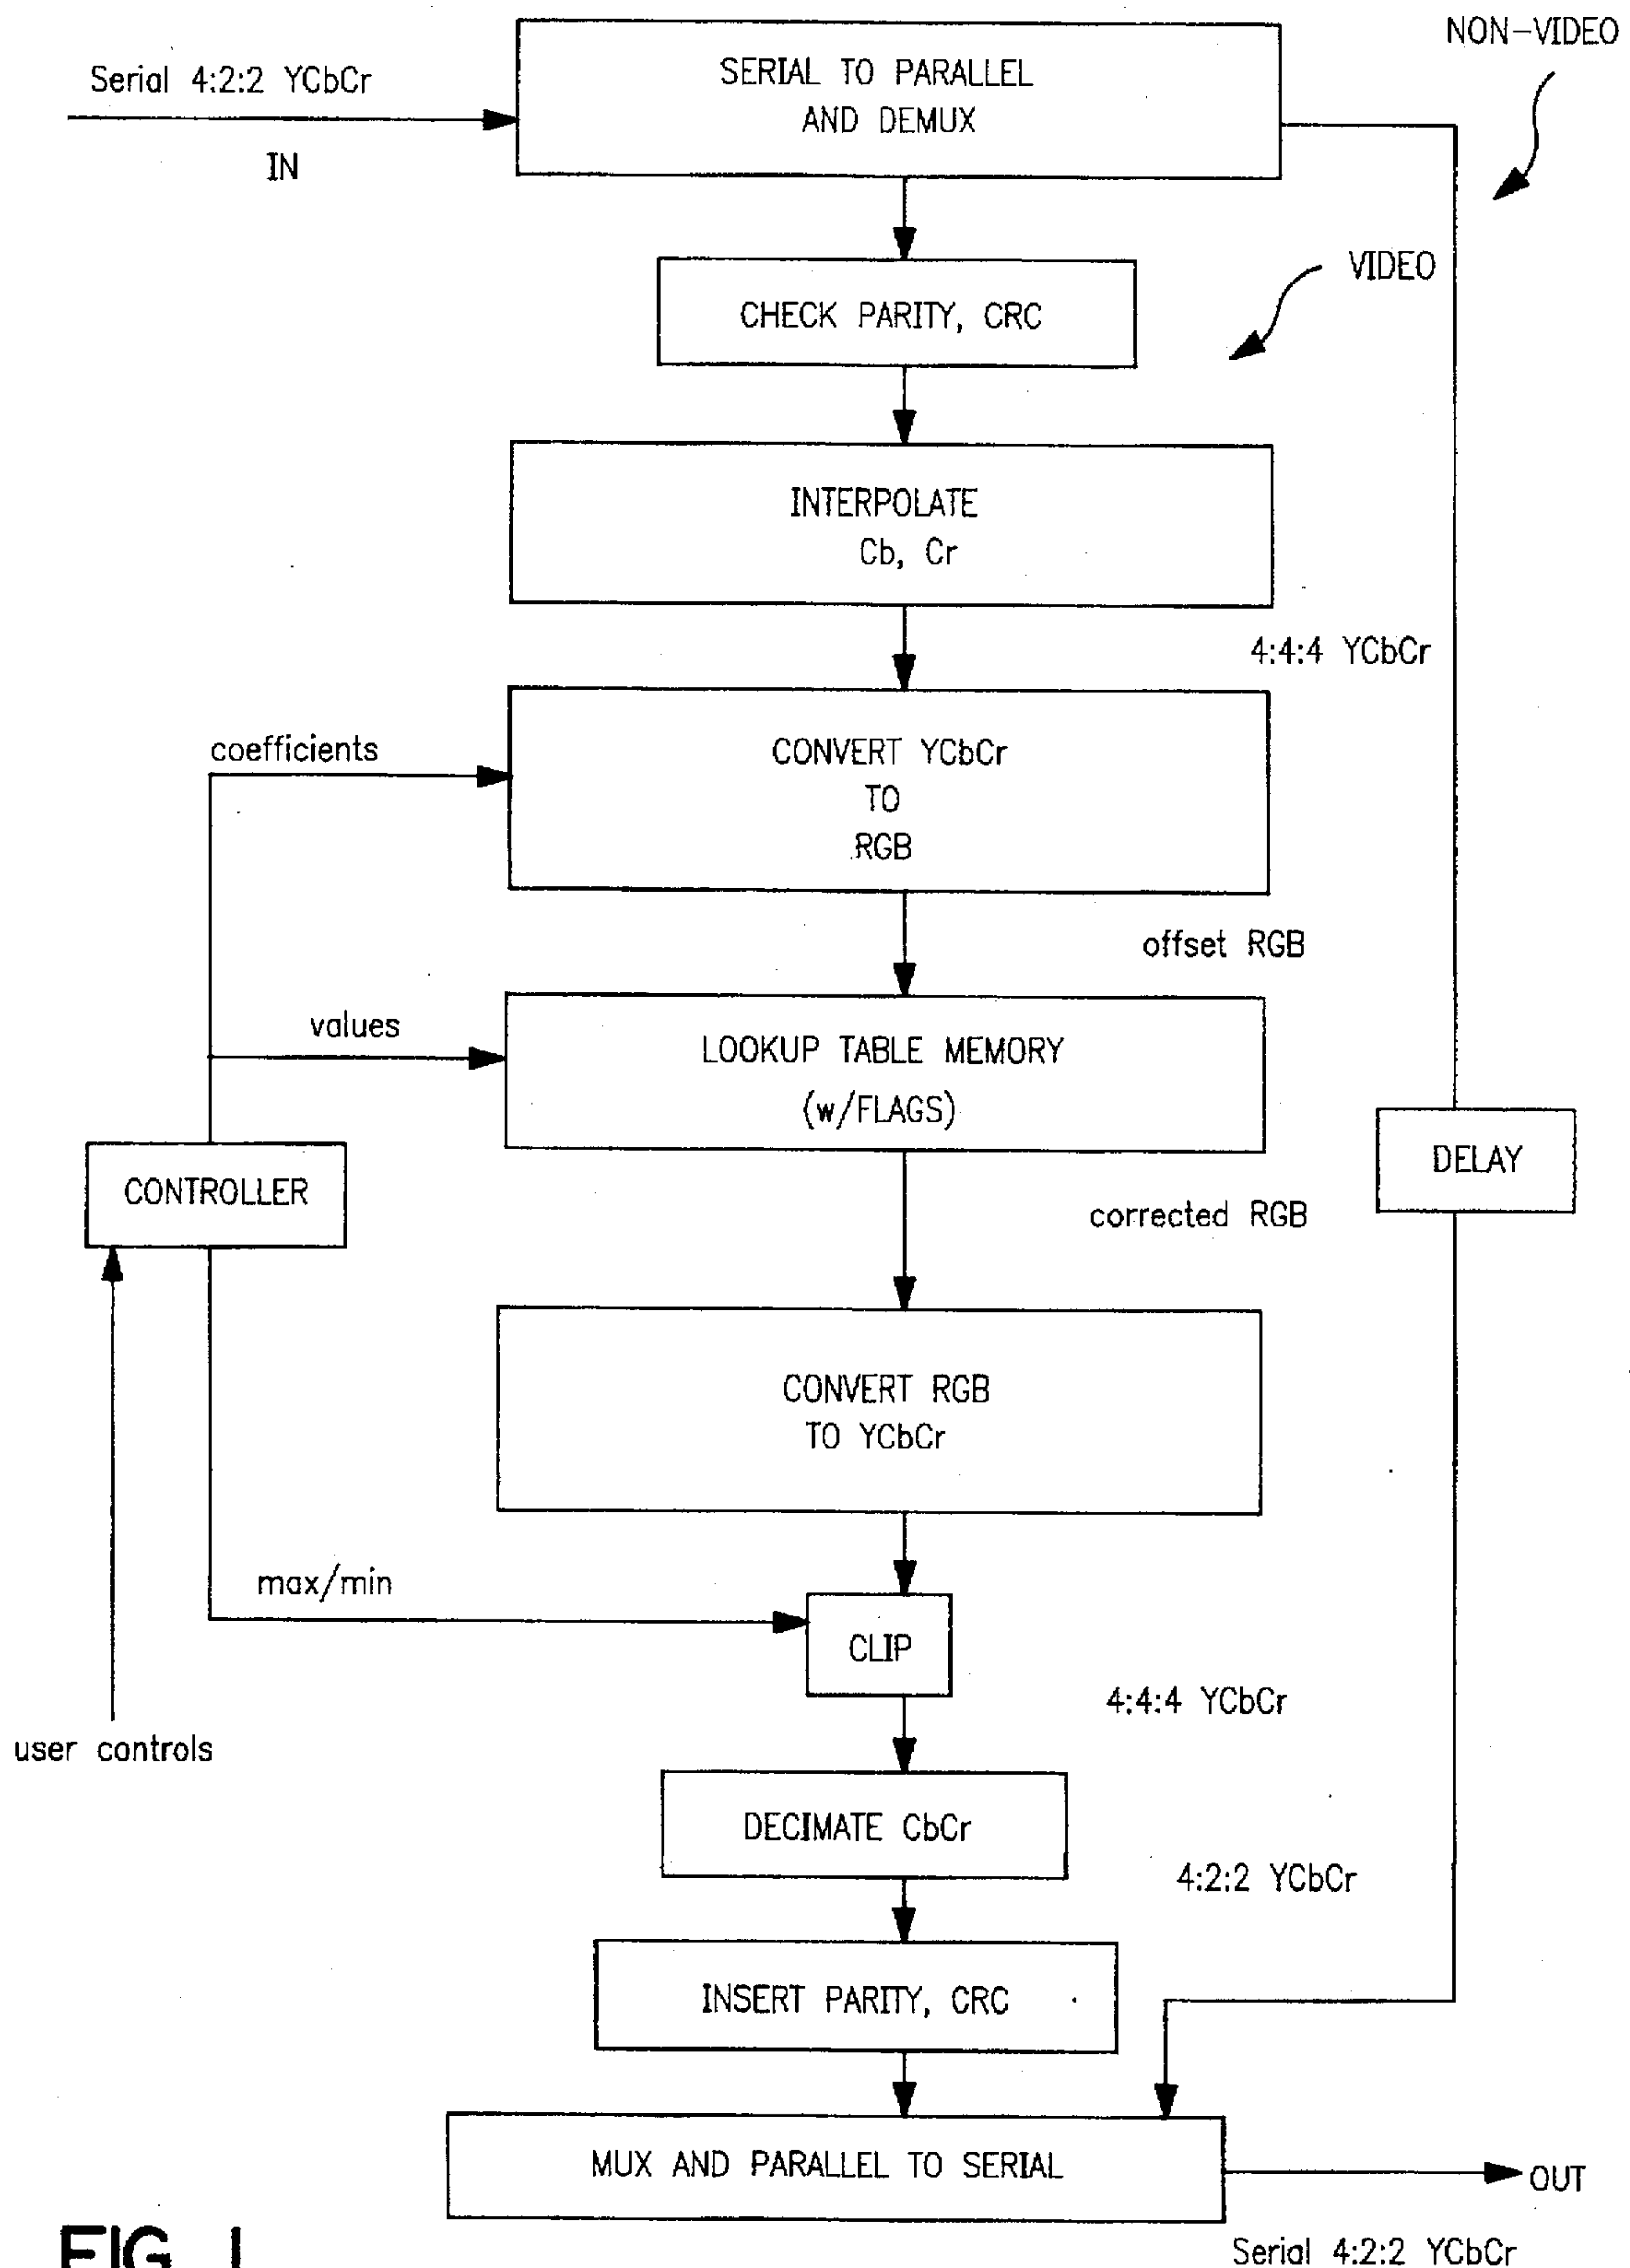 NON-VIDEO
Serial 4:2:2 YCbCr
IN
SERIAL TO PARALLEL
AND DEMUX
VIDEO
CHECK PARITY, CRC
INTERPOLATE
Cb, Cr
4:4:4 YCbCr
coefficients
CONVERT YCbCr
TO
RGB
offset RGB
values
LOOKUP TABLE MEMORY
(w/FLAGS)
CONTROLLER
DELAY
corrected RGB
CONVERT RGB
TO YCbCr
max/min
CLIP
4:4:4 YCbCr
user controls
DECIMATE CbCr
4:2:2 YCbCr
INSERT PARITY, CRC
MUX AND PARALLEL TO SERIAL
OUT
Serial 4:2:2 YCbCr
FIG. 1